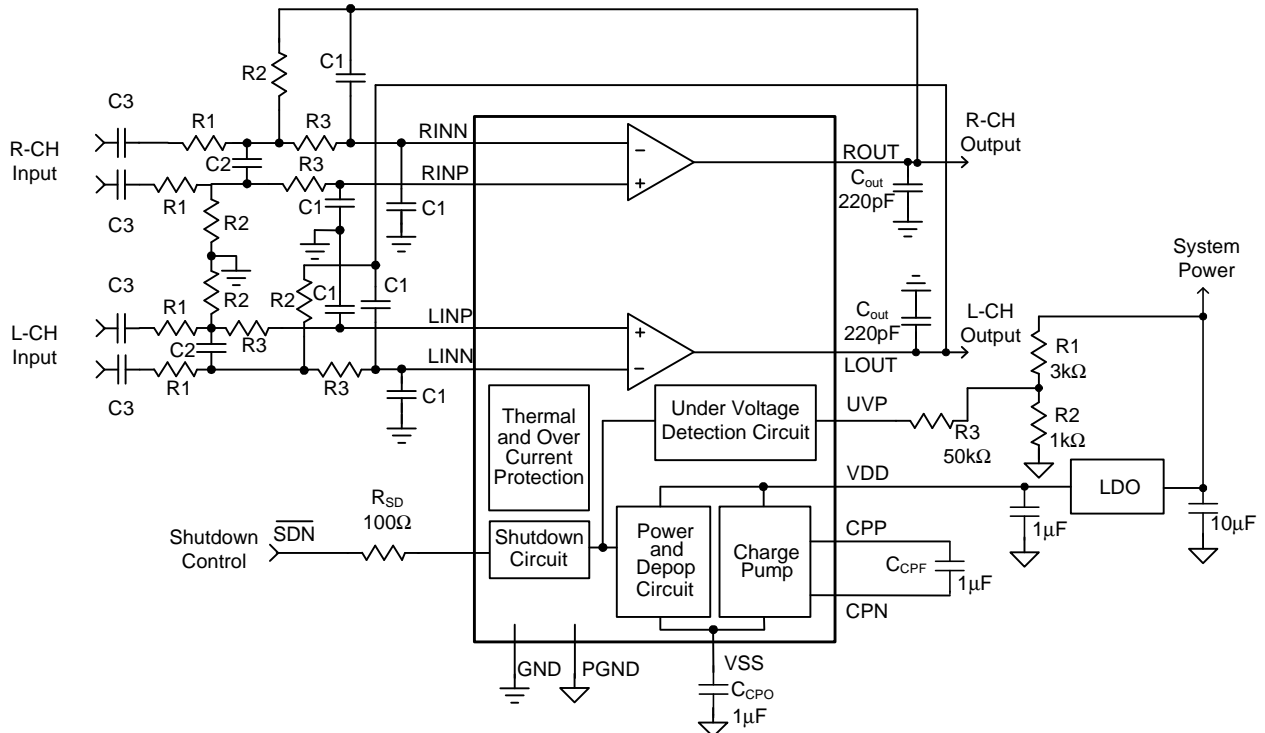 R2
C1
C3
R1
R3
RINN
R-CH
Input
C2
R3
RINP
C3
R1
R2
C1
C1
−
+
ROUT
Cout
220pF
R-CH
Output
C3
R1
R2
R2
C1
C1
L-CH
Input
C2
R3
LINP
LINN
C3
R1
R3
C1
+
−
Cout
220pF
LOUT
L-CH
Output
System
Power
R1
3kΩ
R2
1kΩ
UVP
R3
50kΩ
Thermal
and Over
Current
Protection
Under Voltage
Detection Circuit
VDD
LDO
1μF
10μF
Shutdown
Control
SDN
RSD
100Ω
Shutdown
Circuit
Power
and
Depop
Circuit
Charge
Pump
CPP
CCPF
1μF
CPN
GND
PGND
VSS
CCPO
1μF